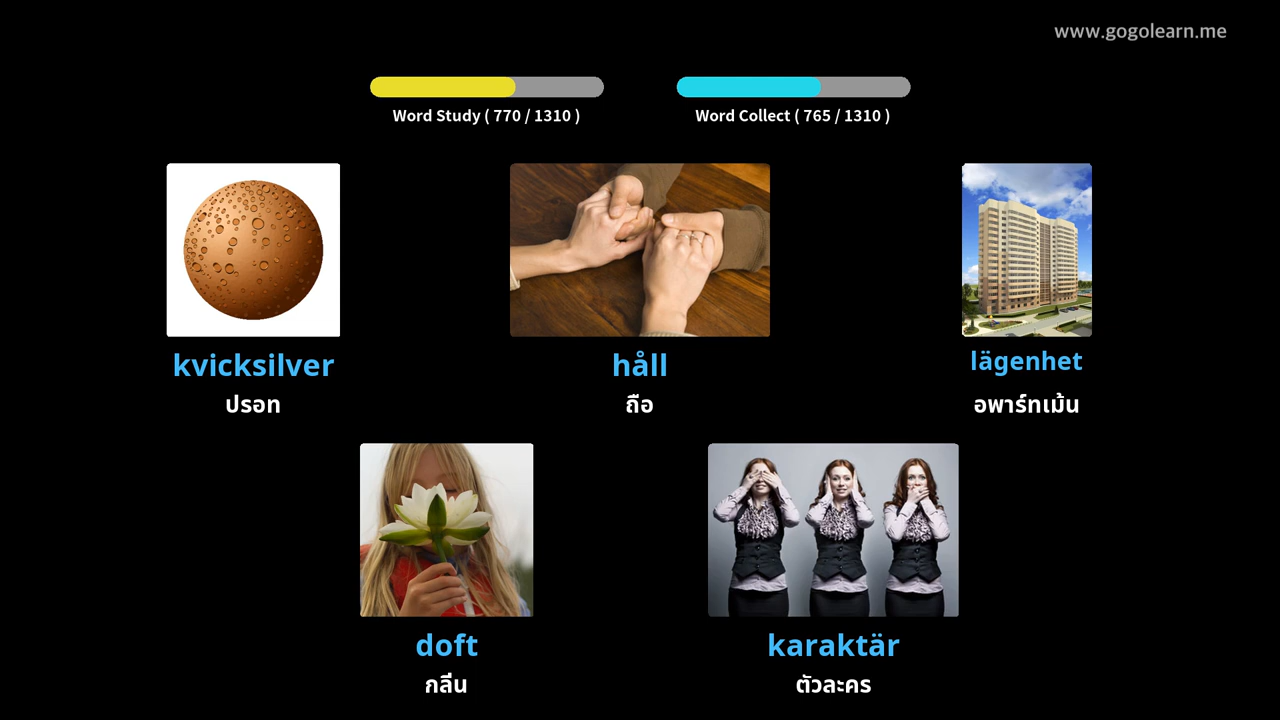 www.gogolearn.me
Word Study ( 770 / 1310 )
Word Collect ( 765 / 1310 )
kvicksilver
håll
lägenhet
ปรอท
ถือ
อพาร์ทเม้น
doft
karaktär
กลีน
ตัวละคร